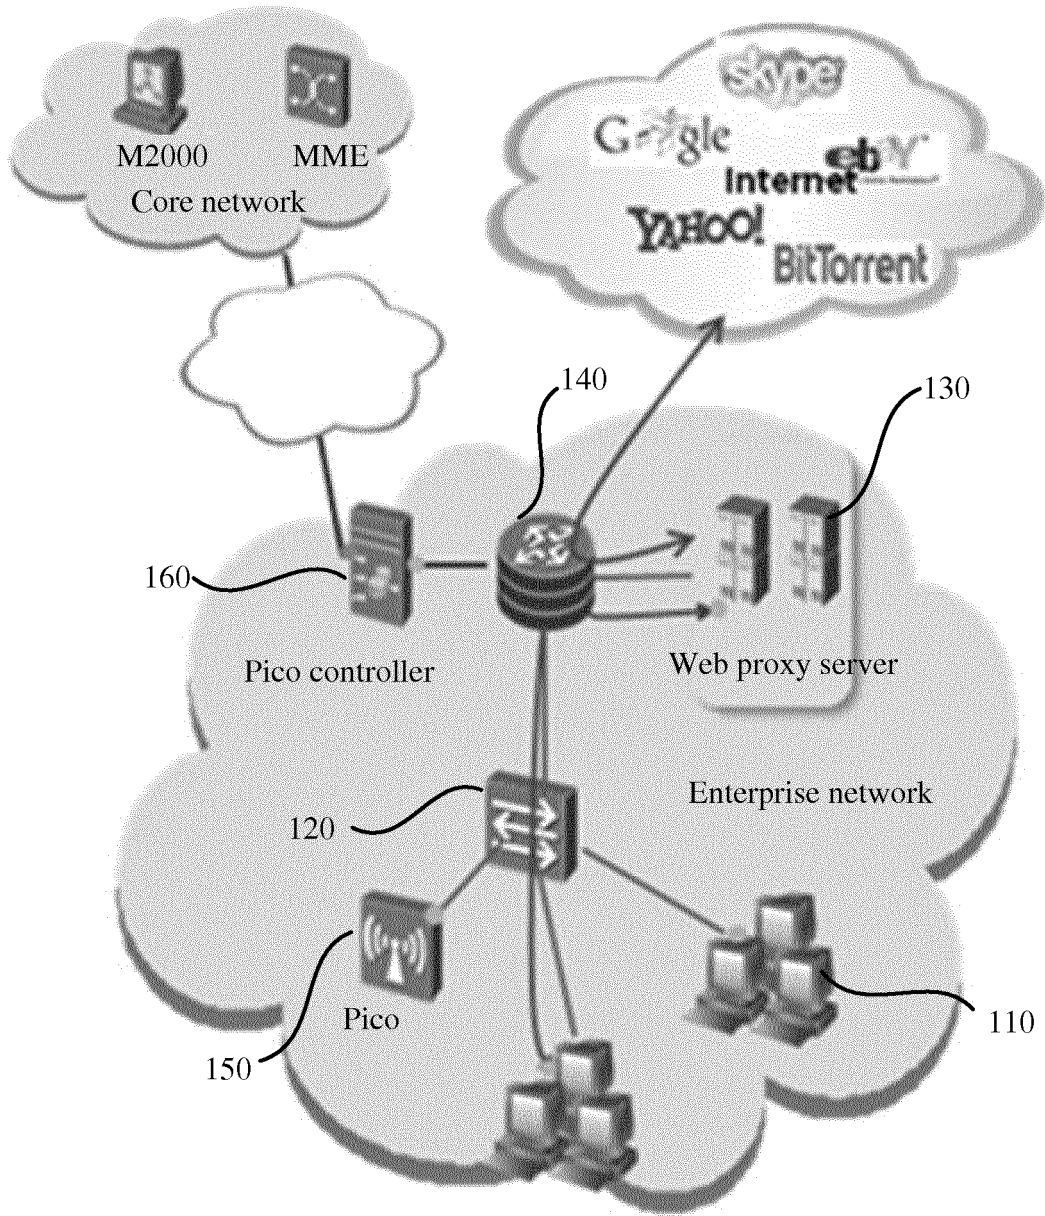 skype
Google
ebY
Internet
YAHOO!
BitTorrent
M2000
MME
Core network
140
130
160
Pico controller
Web proxy server
Enterprise network
120
Pico
150
110